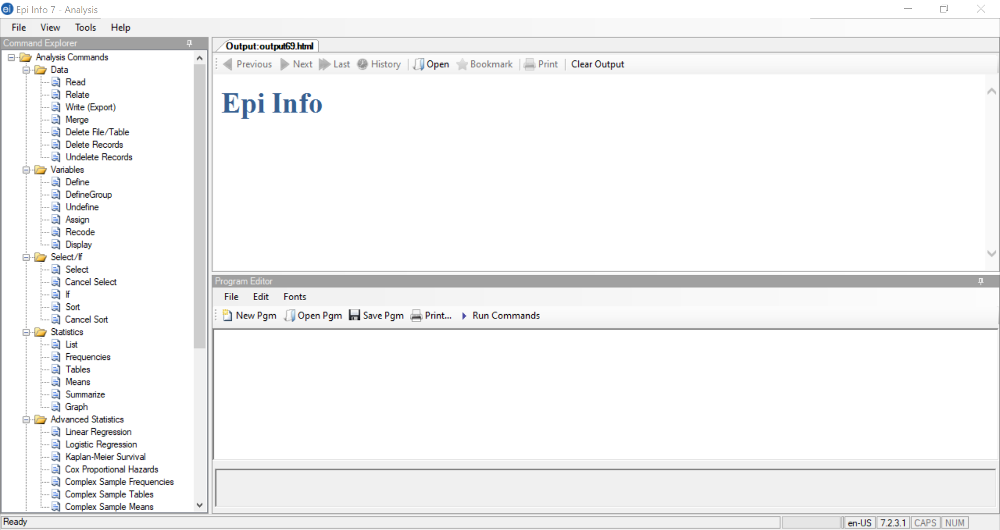 ei Epi Info 7 - Analysis
File View Tools Help
Command Explorer
Analysis Commands
Data
Read
Relate
Write (Export)
Merge
Delete File/Table
Delete Records
Undelete Records
Variables
Define
DefineGroup
Undefine
Assign
Recode
Display
Select/If
Select
Cancel Select
If
Sort
Cancel Sort
Statistics
List
Frequencies
Tables
Means
Summarize
Graph
Advanced Statistics
Linear Regression
Logistic Regression
Kaplan-Meier Survival
Cox Proportional Hazards
Complex Sample Frequencies
Complex Sample Tables
Complex Sample Means
Output:output69.html
Previous Next Last History Open Bookmark Print Clear Output
Epi Info
Program Editor
File Edit Fonts
New Pgm Open Pgm Save Pgm Print... Run Commands
Ready en-US 7.2.3.1 CAPS NUM